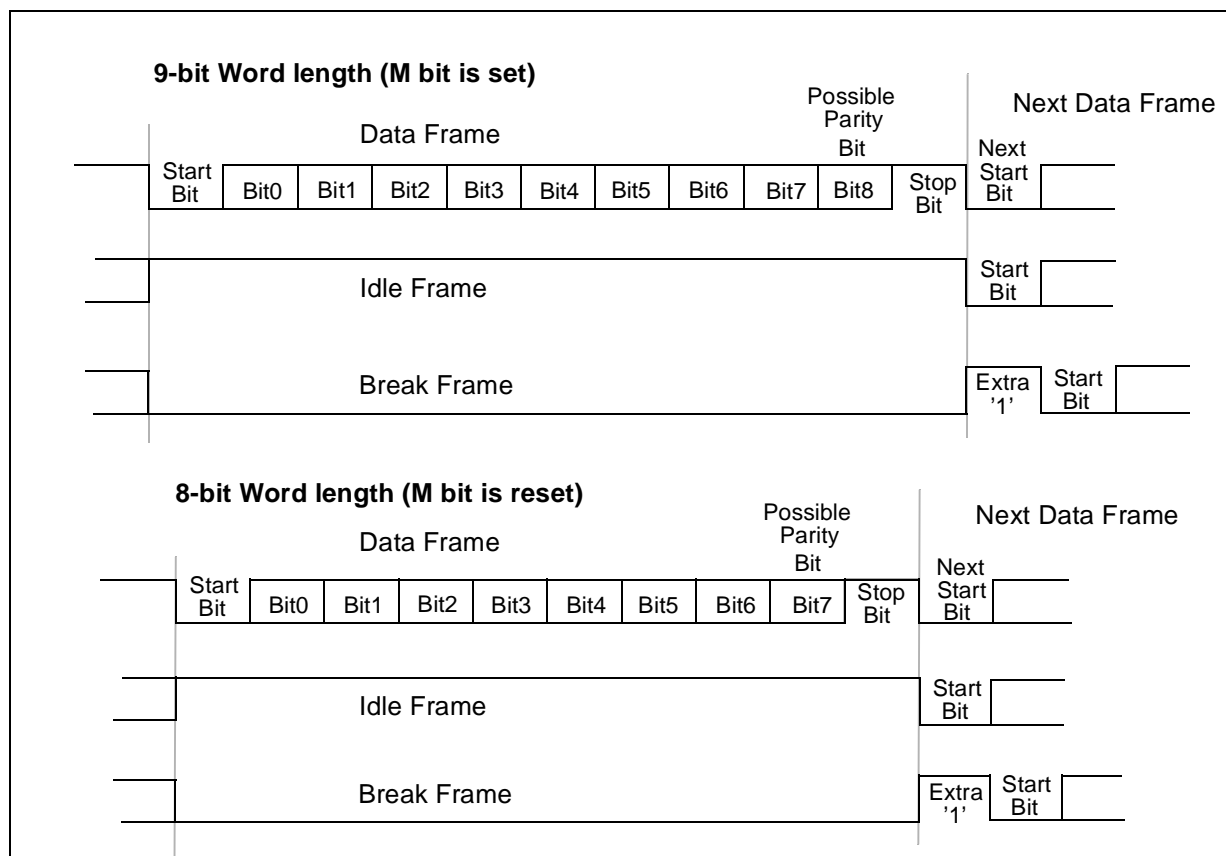 9-bit Word length (M bit is set)
Possible
Parity
Bit
Next Data Frame
Data Frame
Start
Bit
Bit0
Bit1
Bit2
Bit3
Bit4
Bit5
Bit6
Bit7
Bit8
Stop
Bit
Next
Start
Bit
Idle Frame
Start
Bit
Break Frame
Extra
'1'
Start
Bit
8-bit Word length (M bit is reset)
Possible
Parity
Bit
Next Data Frame
Data Frame
Start
Bit
Bit0
Bit1
Bit2
Bit3
Bit4
Bit5
Bit6
Bit7
Stop
Bit
Next
Start
Bit
Idle Frame
Start
Bit
Break Frame
Extra
'1'
Start
Bit